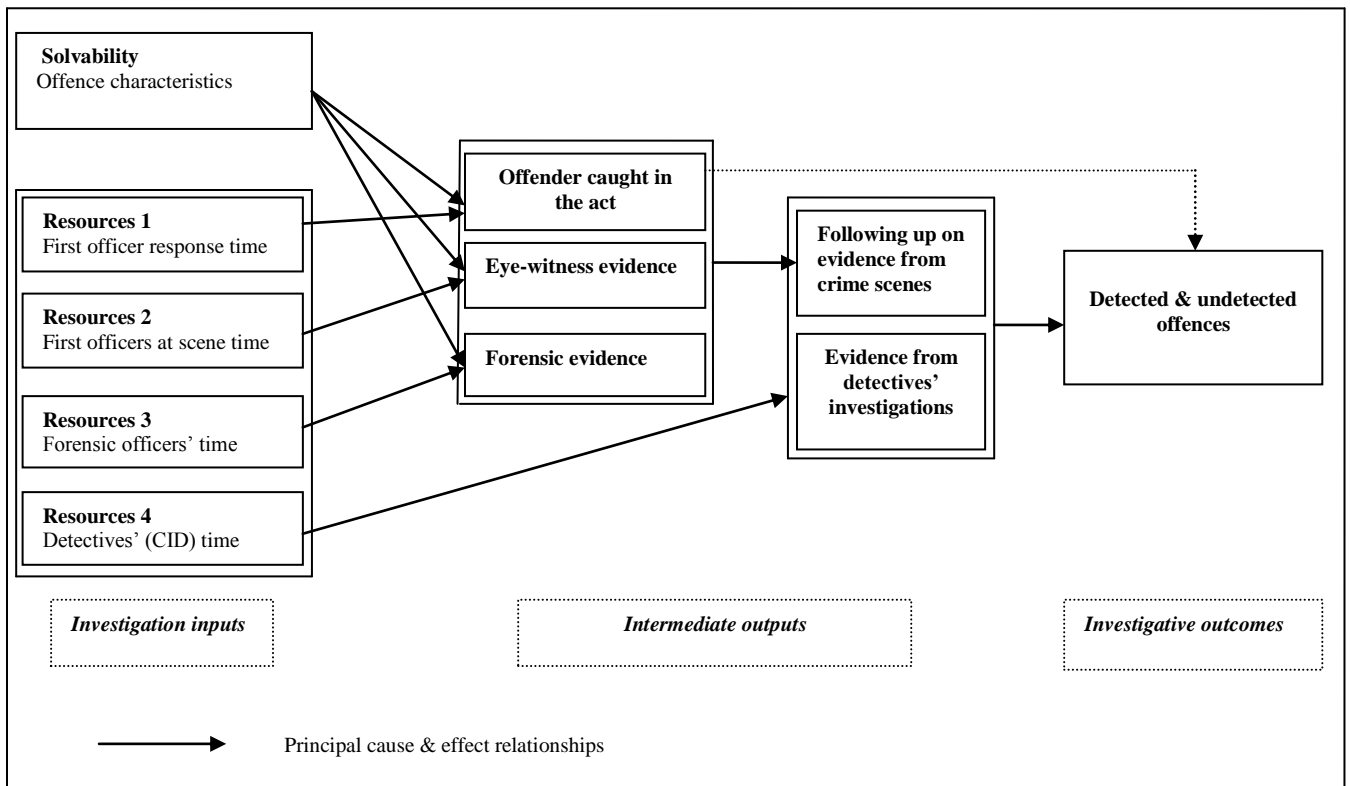 Solvability
Offence characteristics
Resources 1
First officer response time
Resources 2
First officers at scene time
Resources 3
Forensic officers’ time
Resources 4
Detectives’ (CID) time
Offender caught in
the act
Eye-witness evidence
Forensic evidence
Following up on
evidence from
crime scenes
Evidence from
detectives’
investigations
Detected & undetected
offences
Investigation inputs
Intermediate outputs
Investigative outcomes
Principal cause & effect relationships